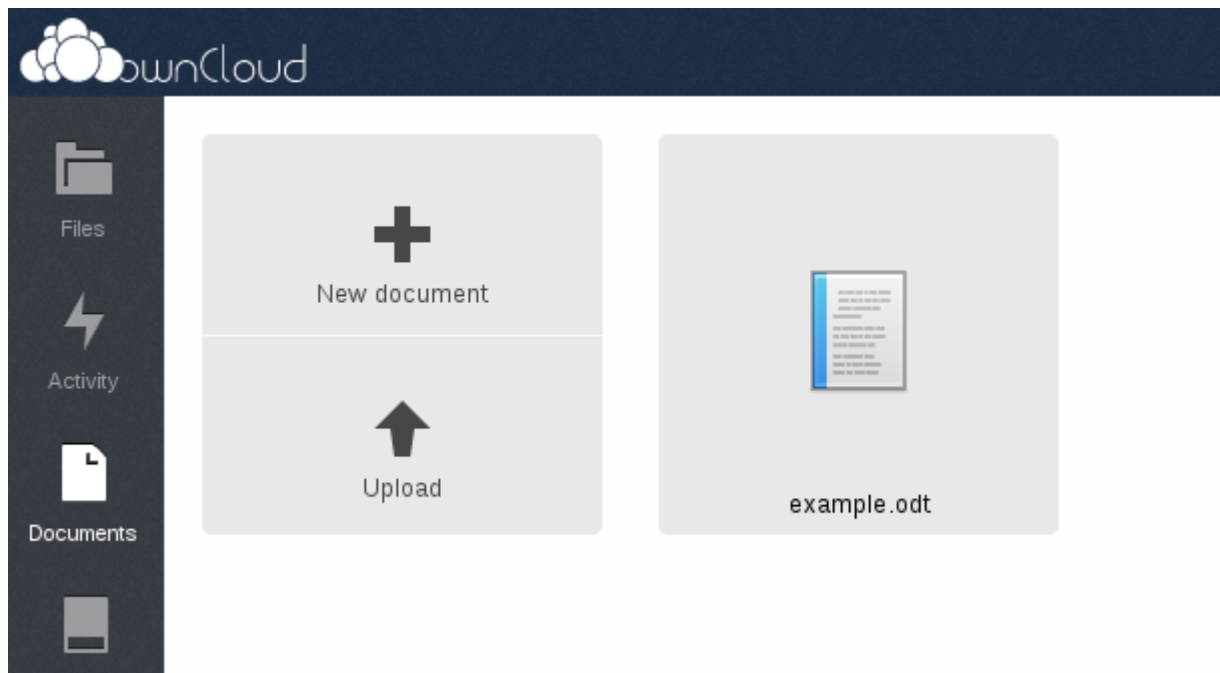 ownCloud
Files
Activity
Documents
New document
Upload
example.odt